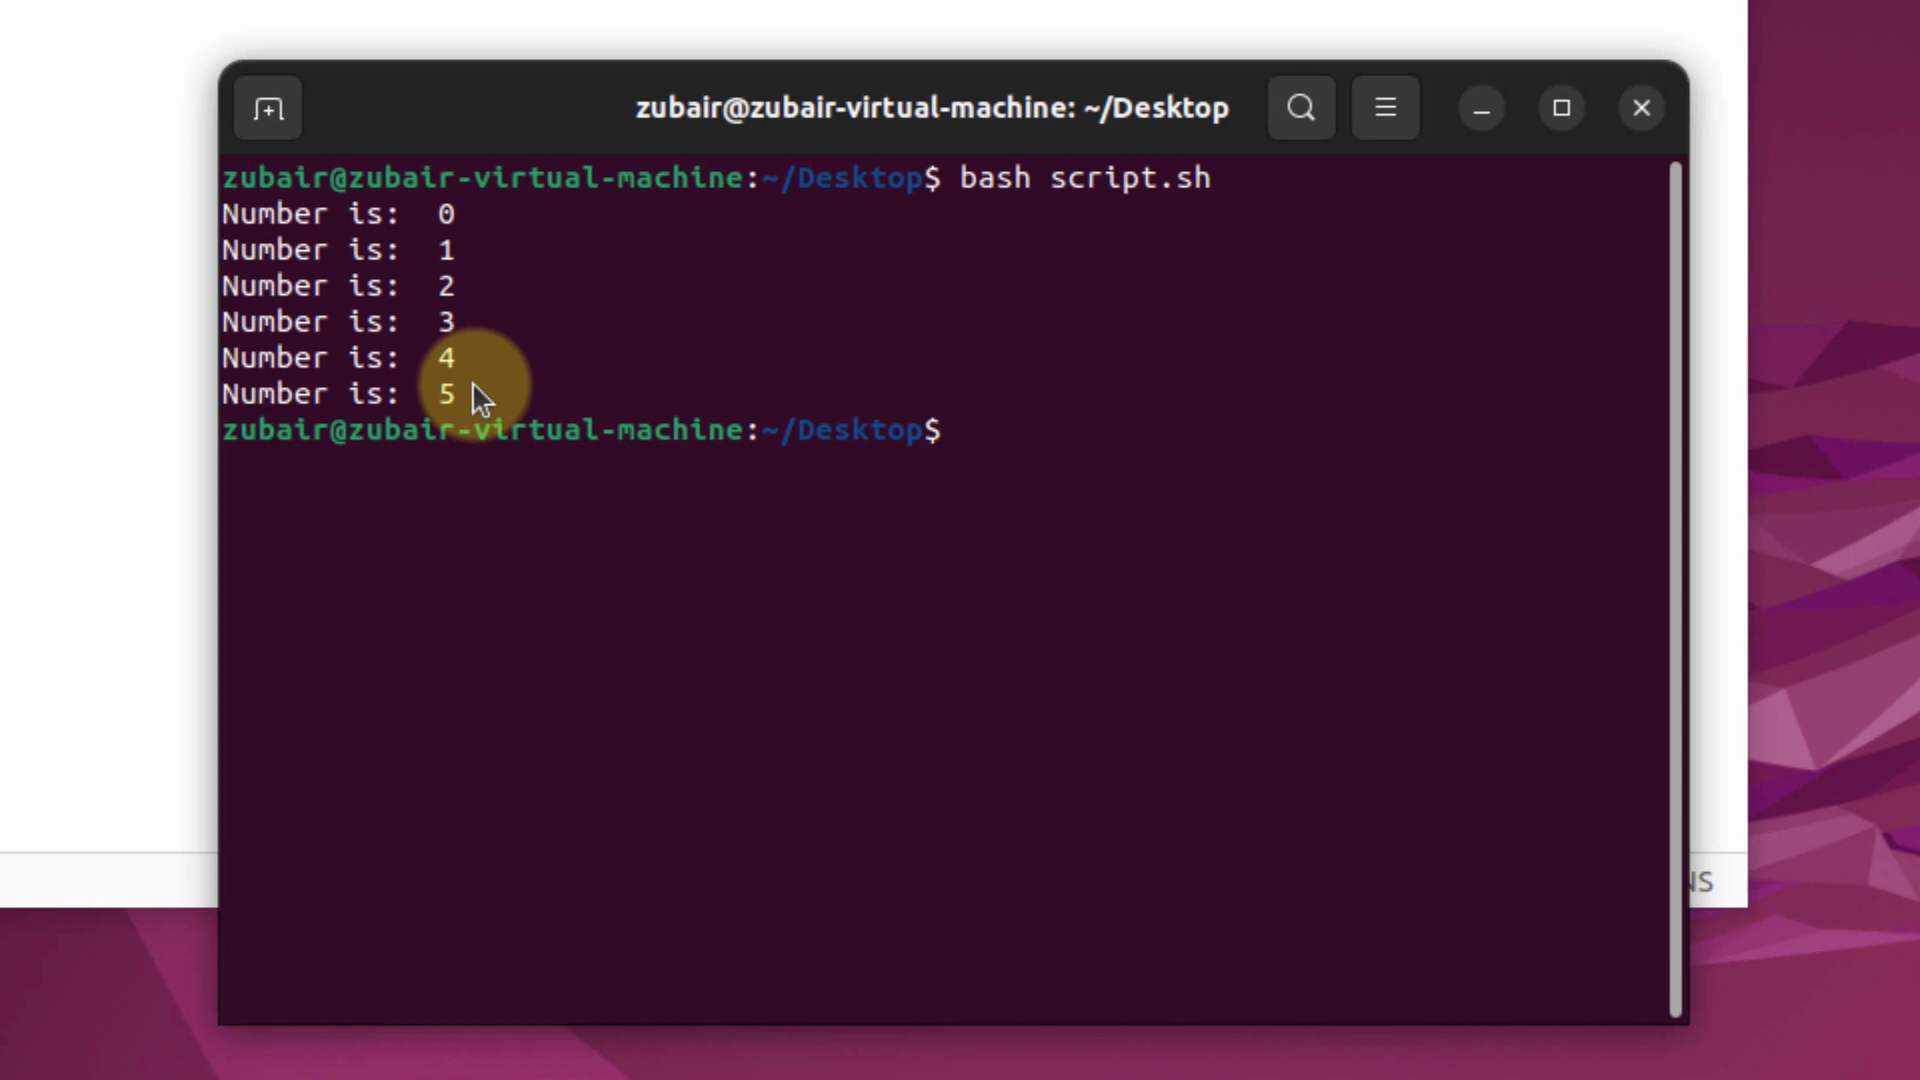 zubair@zubair-virtual-machine: ~/Desktop
zubair@zubair-virtual-machine:~/Desktop$ bash script.sh
Number is:  0
Number is:  1
Number is:  2
Number is:  3
Number is:  4
Number is:  5
zubair@zubair-virtual-machine:~/Desktop$